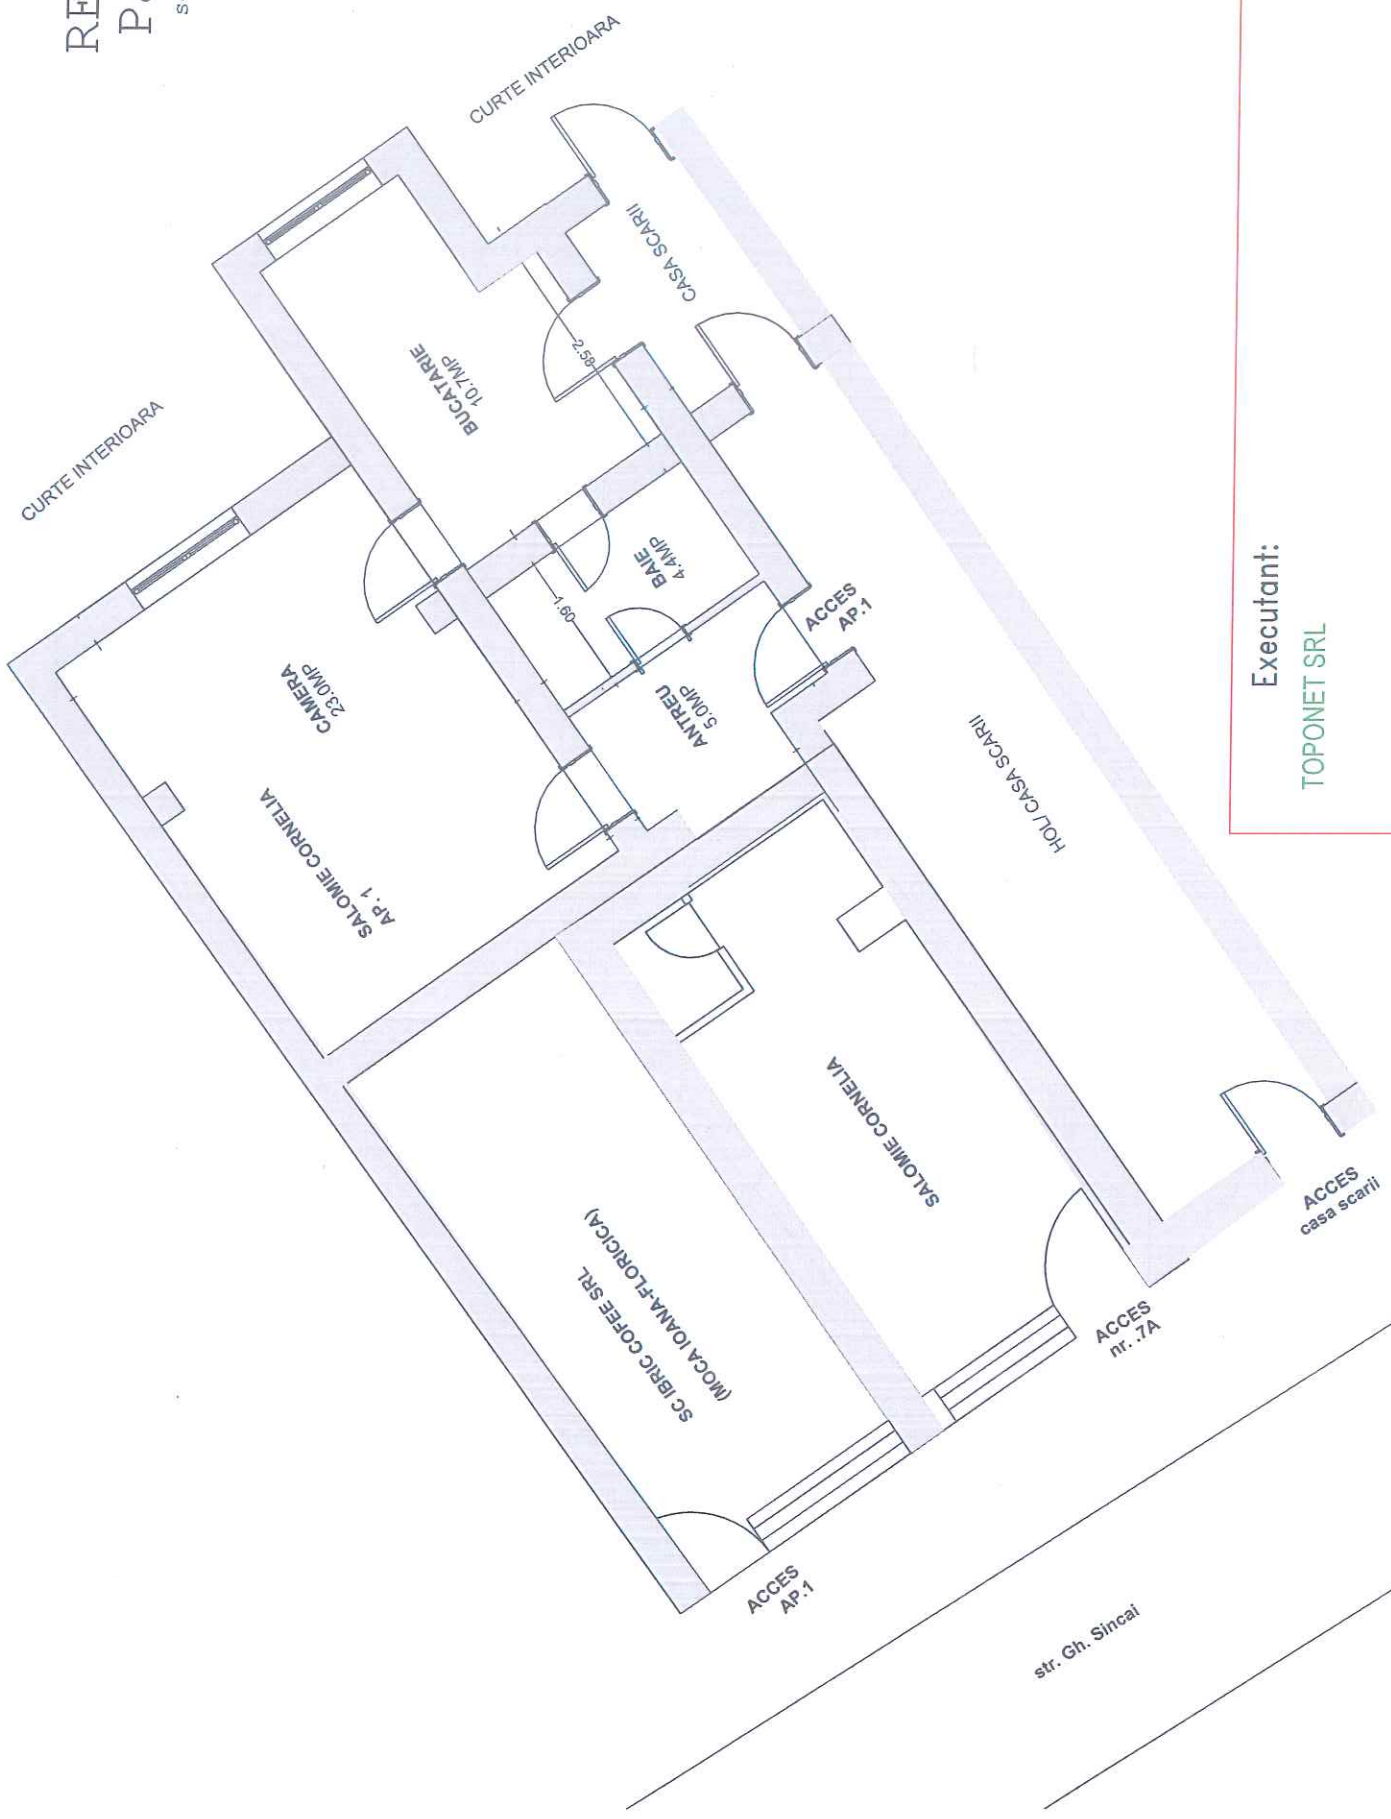 RE
P
s
CURTE INTERIOARA
CURTE INTERIOARA
CASA SCARII
2.58
BUCATARIE
10.7MP
1.60
BAIE
4.4MP
ACCES
AP.1
CAMERA
23.0MP
ANTREU
5.0MP
SALOMIE CORNELIA
AP. 1
HOL/ CASA SCARII
SALOMIE CORNELIA
SC IBRIC COFEE SRL
(MOCA IOANA-FLORICICA)
ACCES
casa scarii
ACCES
nr. .7A
ACCES
AP.1
str. Gh. Sincai
Executant:
TOPONET SRL